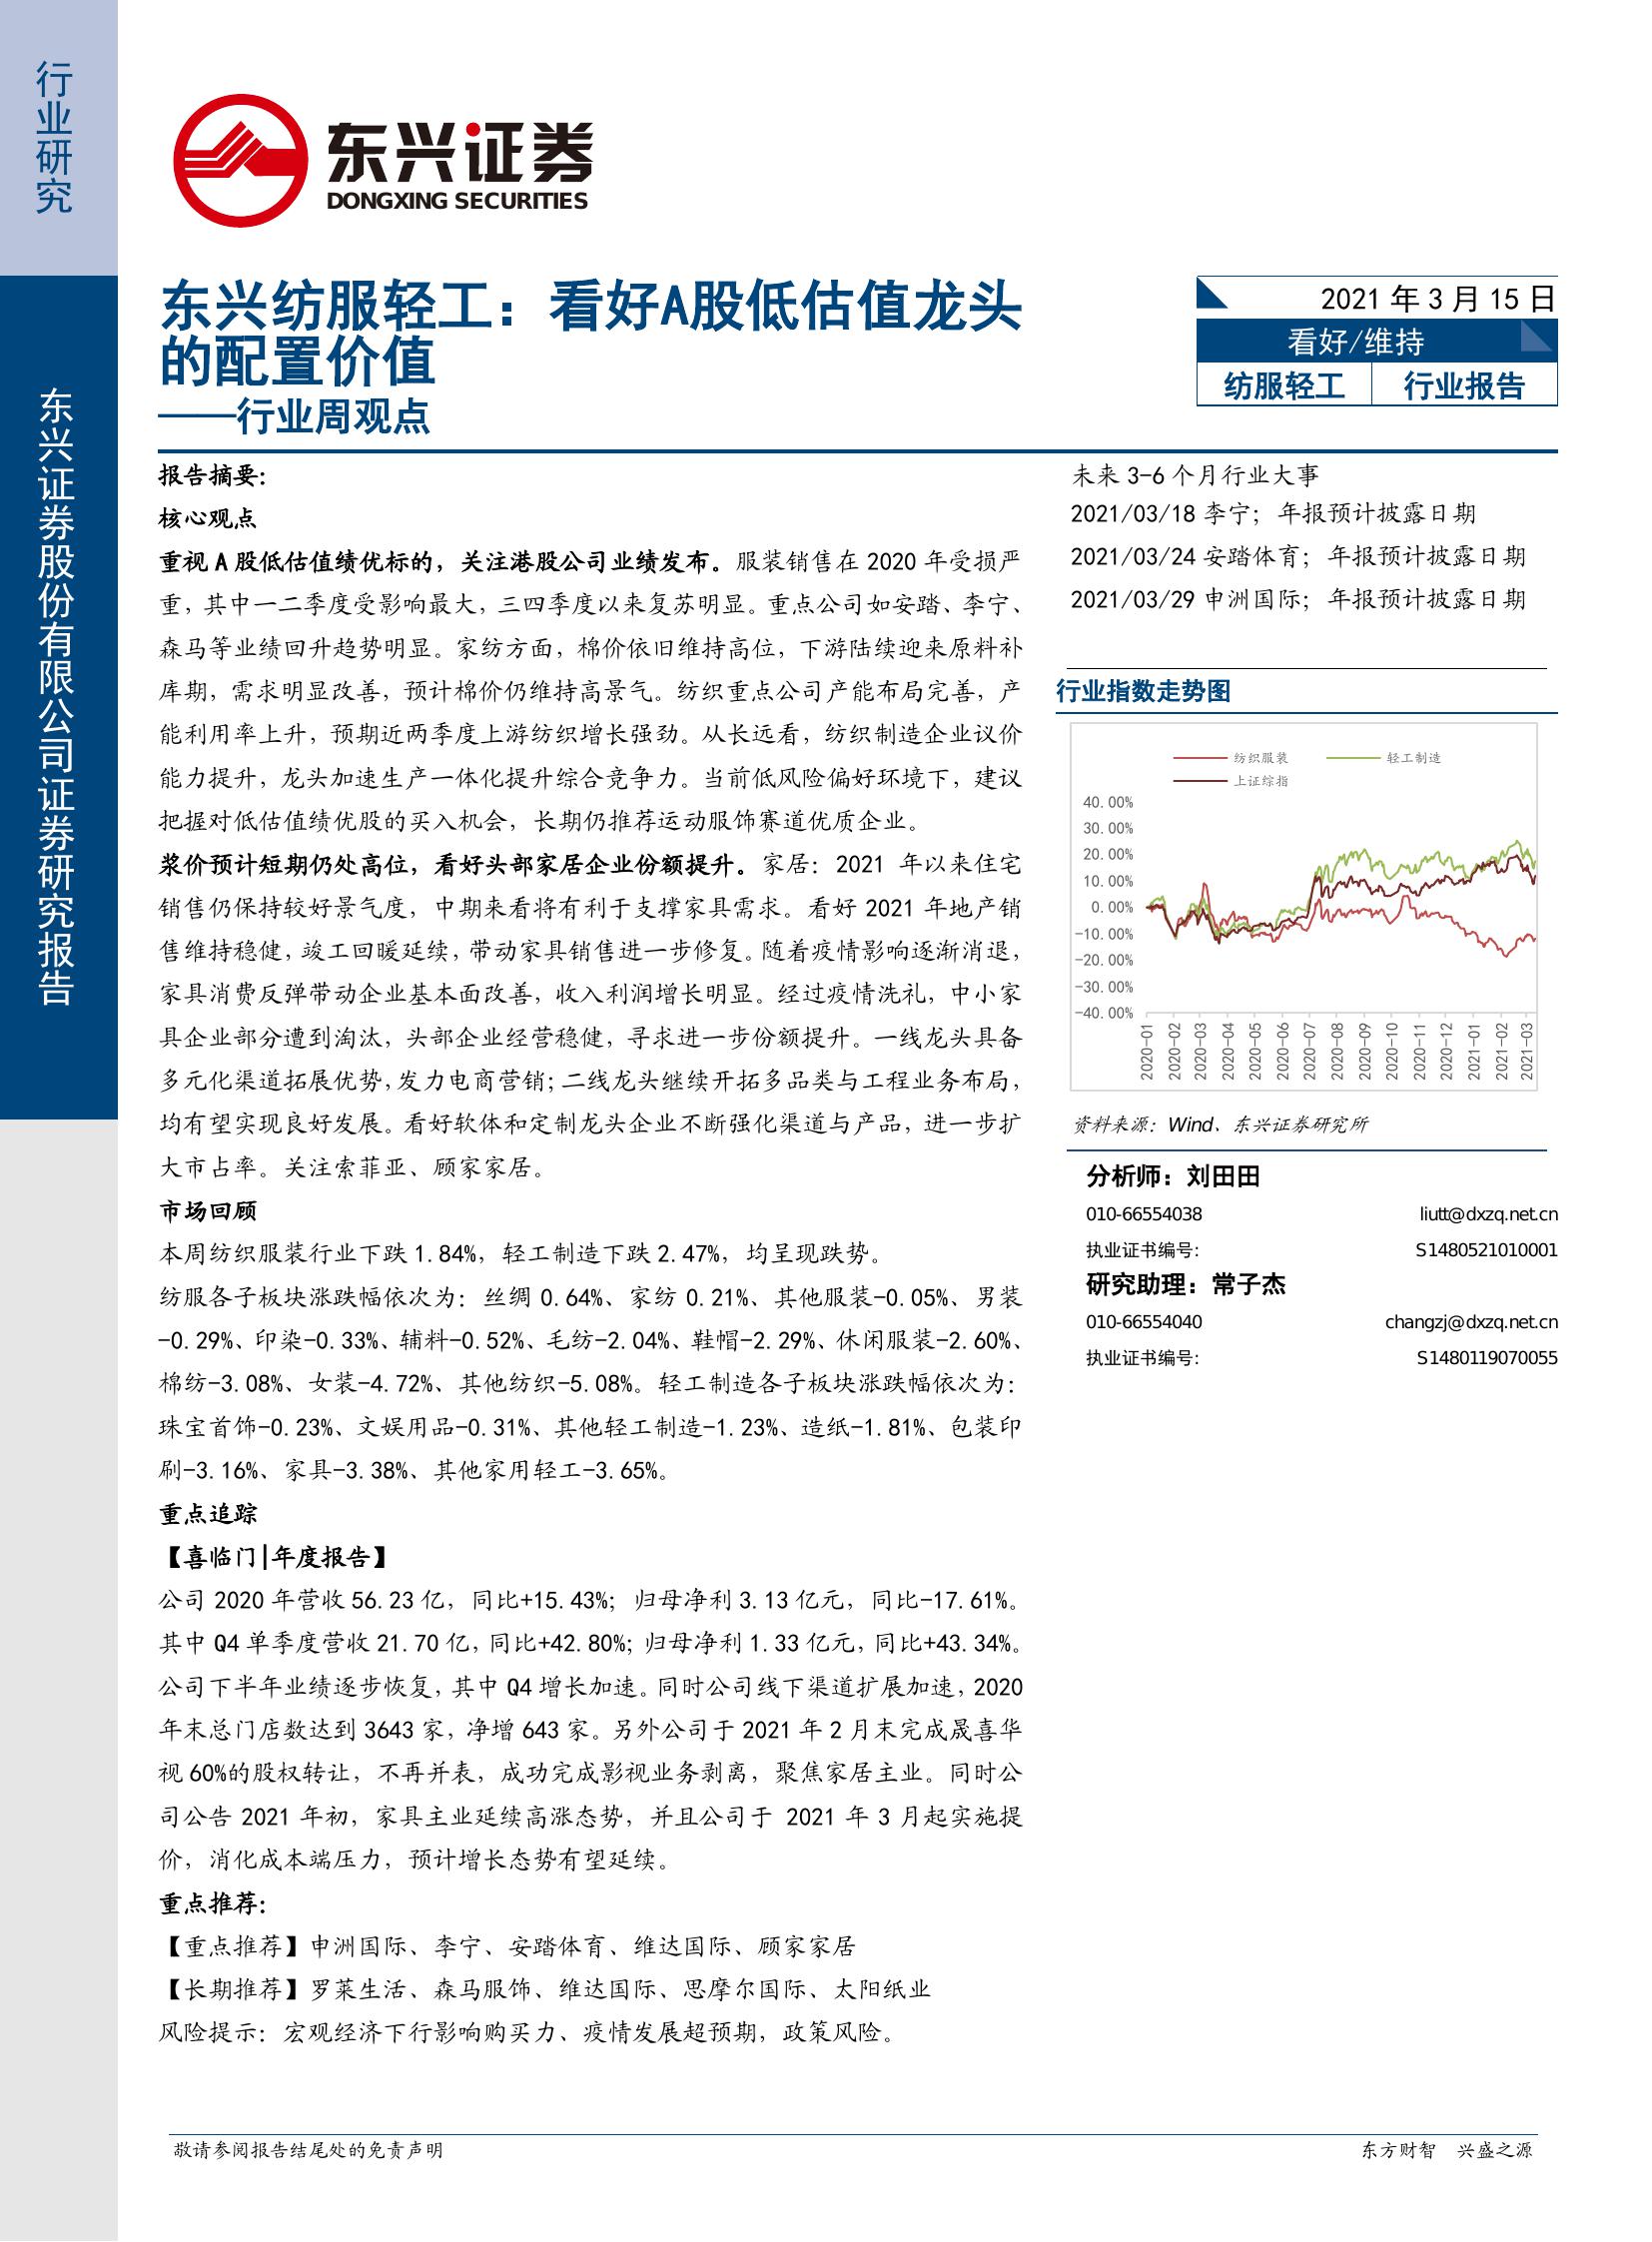 行业研究
东兴证券股份有限公司证券研究报告
东兴证券
DONGXING SECURITIES
东兴纺服轻工：看好A股低估值龙头
的配置价值
——行业周观点
2021 年 3 月 15 日
看好/维持
纺服轻工 行业报告
报告摘要：
核心观点
重视 A 股低估值绩优标的，关注港股公司业绩发布。服装销售在 2020 年受损严
重，其中一二季度受影响最大，三四季度以来复苏明显。重点公司如安踏、李宁、
森马等业绩回升趋势明显。家纺方面，棉价依旧维持高位，下游陆续迎来原料补
库期，需求明显改善，预计棉价仍维持高景气。纺织重点公司产能布局完善，产
能利用率上升，预期近两季度上游纺织增长强劲。从长远看，纺织制造企业议价
能力提升，龙头加速生产一体化提升综合竞争力。当前低风险偏好环境下，建议
把握对低估值绩优股的买入机会，长期仍推荐运动服饰赛道优质企业。
浆价预计短期仍处高位，看好头部家居企业份额提升。家居：2021 年以来住宅
销售仍保持较好景气度，中期来看将有利于支撑家具需求。看好 2021 年地产销
售维持稳健，竣工回暖延续，带动家具销售进一步修复。随着疫情影响逐渐消退，
家具消费反弹带动企业基本面改善，收入利润增长明显。经过疫情洗礼，中小家
具企业部分遭到淘汰，头部企业经营稳健，寻求进一步份额提升。一线龙头具备
多元化渠道拓展优势，发力电商营销；二线龙头继续开拓多品类与工程业务布局，
均有望实现良好发展。看好软体和定制龙头企业不断强化渠道与产品，进一步扩
大市占率。关注索菲亚、顾家家居。
市场回顾
本周纺织服装行业下跌 1.84%，轻工制造下跌 2.47%，均呈现跌势。
纺服各子板块涨跌幅依次为：丝绸 0.64%、家纺 0.21%、其他服装-0.05%、男装
-0.29%、印染-0.33%、辅料-0.52%、毛纺-2.04%、鞋帽-2.29%、休闲服装-2.60%、
棉纺-3.08%、女装-4.72%、其他纺织-5.08%。轻工制造各子板块涨跌幅依次为：
珠宝首饰-0.23%、文娱用品-0.31%、其他轻工制造-1.23%、造纸-1.81%、包装印
刷-3.16%、家具-3.38%、其他家用轻工-3.65%。
重点追踪
【喜临门|年度报告】
公司 2020 年营收 56.23 亿，同比+15.43%；归母净利 3.13 亿元，同比-17.61%。
其中 Q4 单季度营收 21.70 亿，同比+42.80%；归母净利 1.33 亿元，同比+43.34%。
公司下半年业绩逐步恢复，其中 Q4 增长加速。同时公司线下渠道扩展加速，2020
年末总门店数达到 3643 家，净增 643 家。另外公司于 2021 年 2 月末完成晟喜华
视 60%的股权转让，不再并表，成功完成影视业务剥离，聚焦家居主业。同时公
司公告 2021 年初，家具主业延续高涨态势，并且公司于 2021 年 3 月起实施提
价，消化成本端压力，预计增长态势有望延续。
重点推荐：
【重点推荐】申洲国际、李宁、安踏体育、维达国际、顾家家居
【长期推荐】罗莱生活、森马服饰、维达国际、思摩尔国际、太阳纸业
风险提示：宏观经济下行影响购买力、疫情发展超预期，政策风险。
未来 3-6 个月行业大事
2021/03/18 李宁；年报预计披露日期
2021/03/24 安踏体育；年报预计披露日期
2021/03/29 申洲国际；年报预计披露日期
行业指数走势图
纺织服装 轻工制造
上证综指
40.00%
30.00%
20.00%
10.00%
0.00%
-10.00%
-20.00%
-30.00%
-40.00%
2020-01
2020-02
2020-03
2020-04
2020-05
2020-06
2020-07
2020-08
2020-09
2020-10
2020-11
2020-12
2021-01
2021-02
2021-03
资料来源：Wind、东兴证券研究所
分析师：刘田田
010-66554038 liutt@dxzq.net.cn
执业证书编号: S1480521010001
研究助理：常子杰
010-66554040 changzj@dxzq.net.cn
执业证书编号: S1480119070055
敬请参阅报告结尾处的免责声明
东方财智 兴盛之源